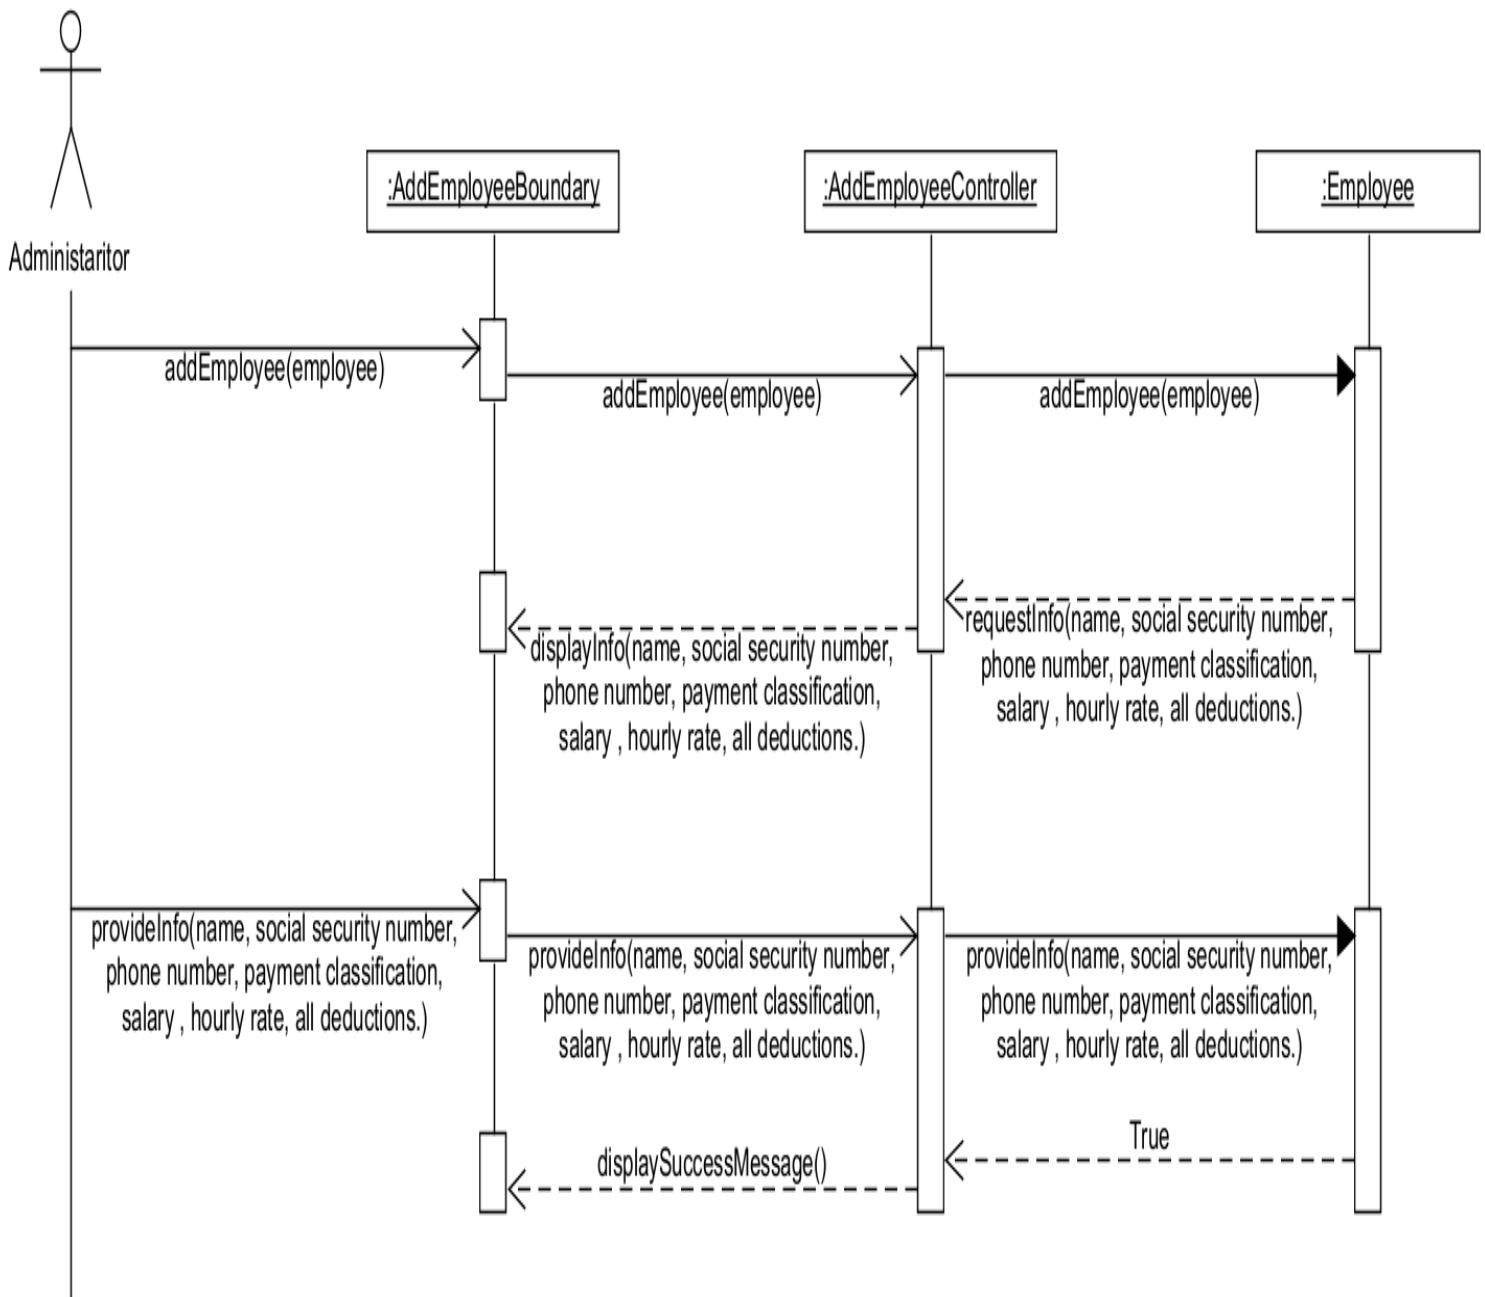 :AddEmployeeBoundary
:AddEmployeeController
:Employee
Administaritor
addEmployee(employee)
addEmployee(employee)
addEmployee(employee)
requestInfo(name, social security number,
phone number, payment classification,
salary , hourly rate, all deductions.)
displayInfo(name, social security number,
phone number, payment classification,
salary , hourly rate, all deductions.)
provideInfo(name, social security number,
phone number, payment classification,
salary , hourly rate, all deductions.)
provideInfo(name, social security number,
phone number, payment classification,
salary , hourly rate, all deductions.)
provideInfo(name, social security number,
phone number, payment classification,
salary , hourly rate, all deductions.)
True
displaySuccessMessage()